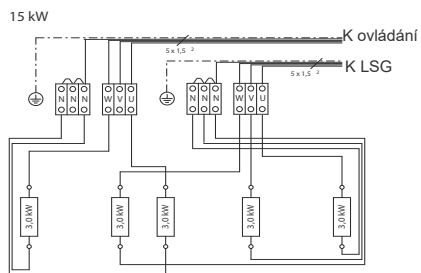 15 kW
K ovládání
5 x 1,5 2
K LSG
5 x 1,5 2
N N N W V U
N N N W V U
3,0 kW
3,0 kW
3,0 kW
3,0 kW
3,0 kW